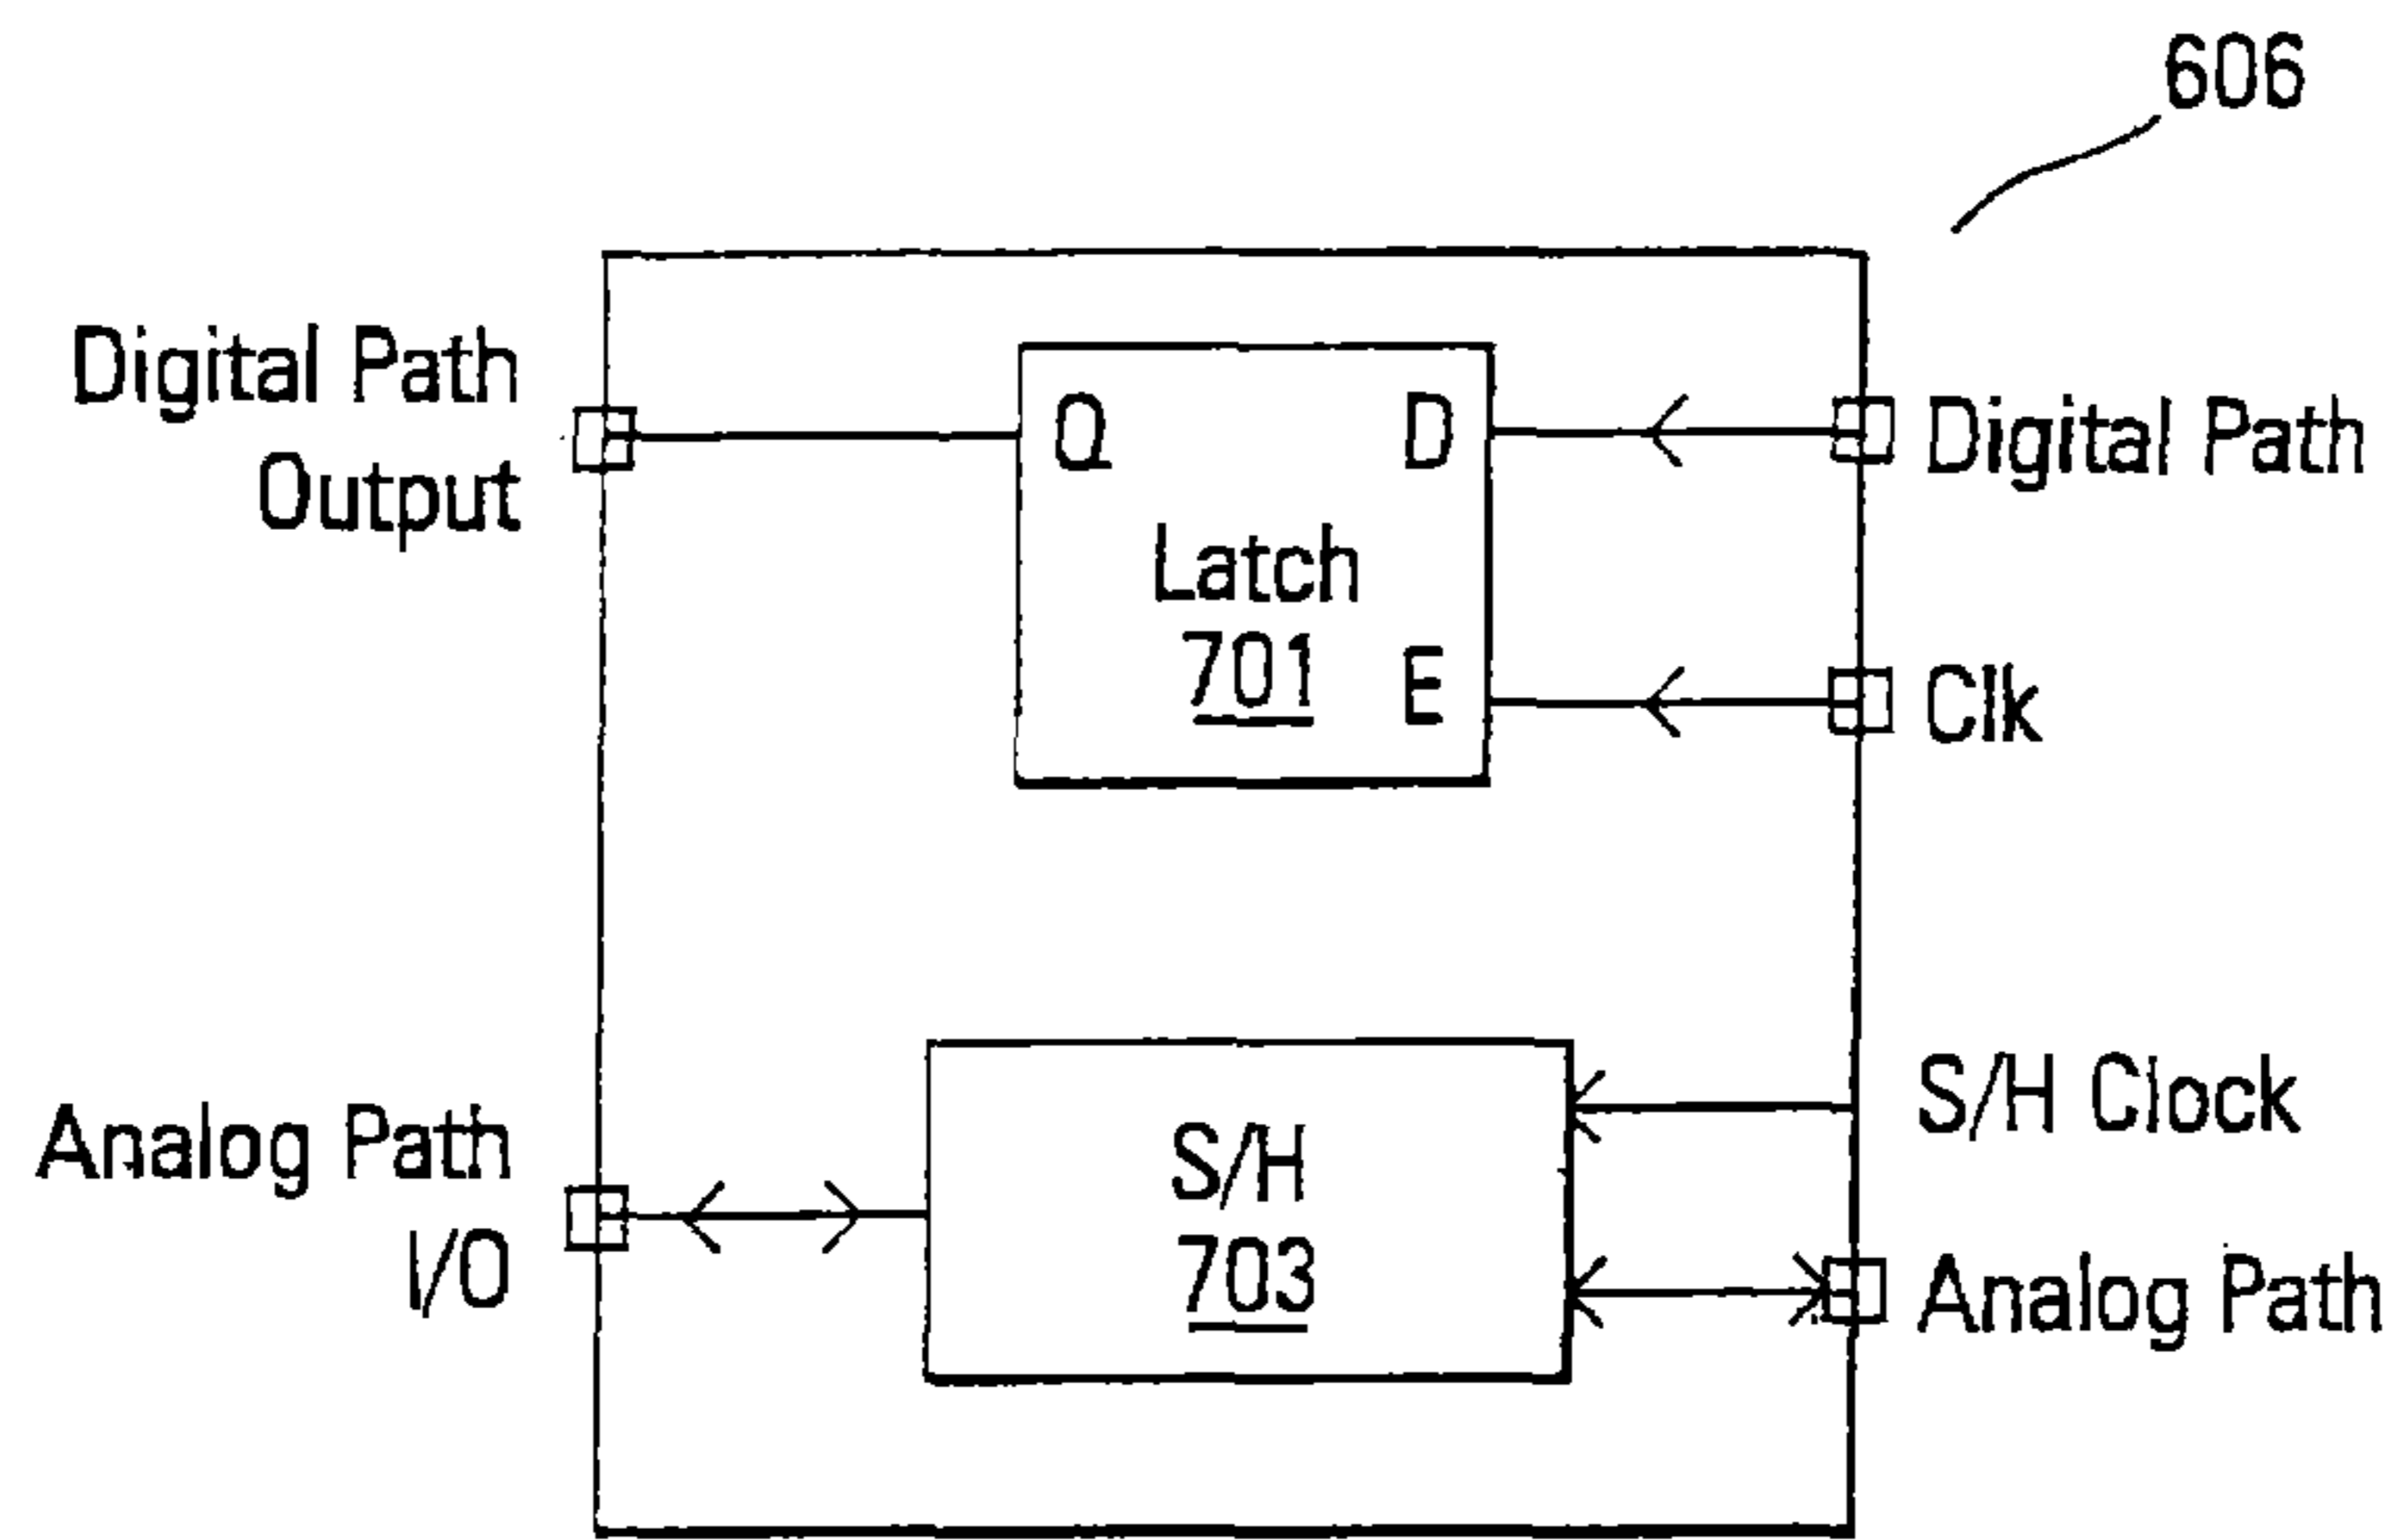 606
Digital Path
Output
Q
D
Digital Path
Latch
701
E
Clk
Analog Path
I/O
S/H
703
S/H Clock
Analog Path